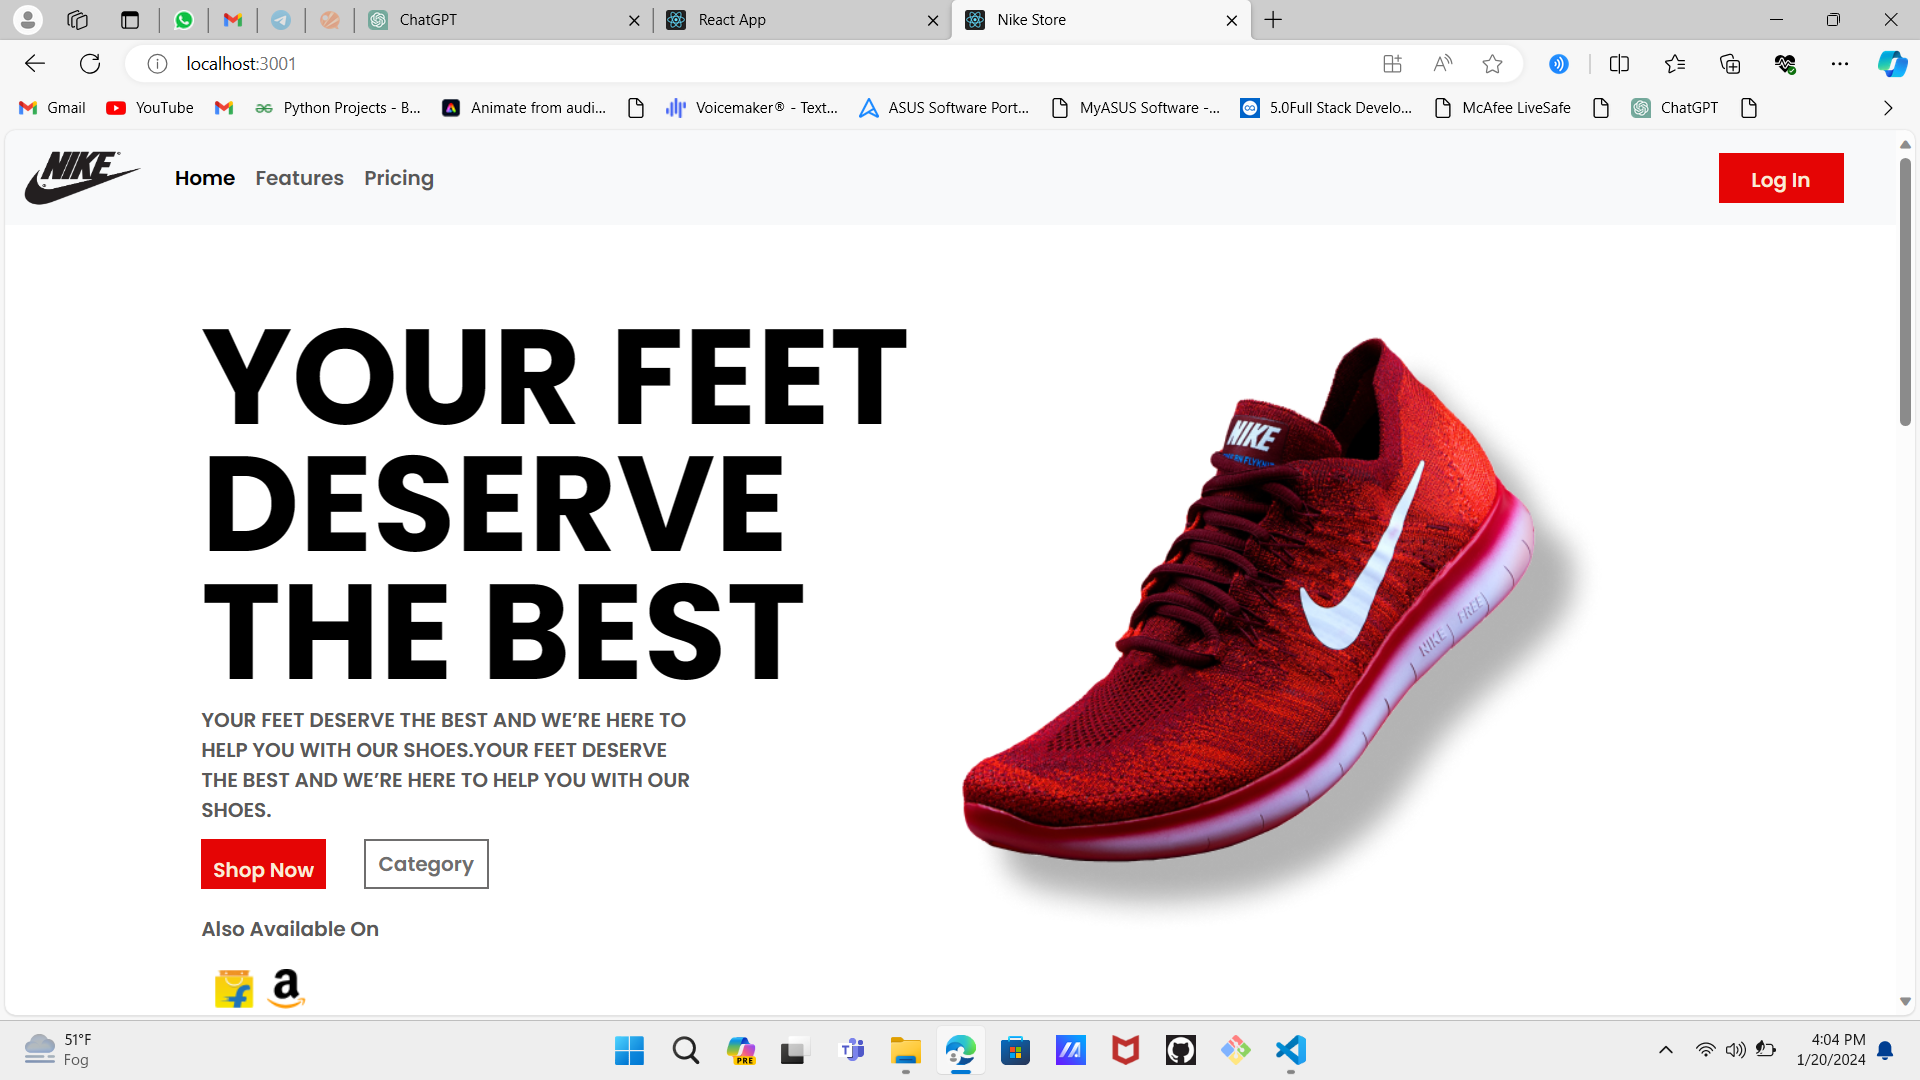 ChatGPT
React App
Nike Store
localhost:3001
Gmail
YouTube
Python Projects - B...
Animate from audi...
Voicemaker® - Text...
ASUS Software Port...
MyASUS Software -...
5.0Full Stack Develo...
McAfee LiveSafe
ChatGPT
NIKE
Home
Features
Pricing
Log In
YOUR FEET
DESERVE
THE BEST
YOUR FEET DESERVE THE BEST AND WE’RE HERE TO
HELP YOU WITH OUR SHOES.YOUR FEET DESERVE
THE BEST AND WE’RE HERE TO HELP YOU WITH OUR
SHOES.
Shop Now
Category
Also Available On
NIKE
NIKE FREE
51°F
Fog
PRE
4:04 PM
1/20/2024